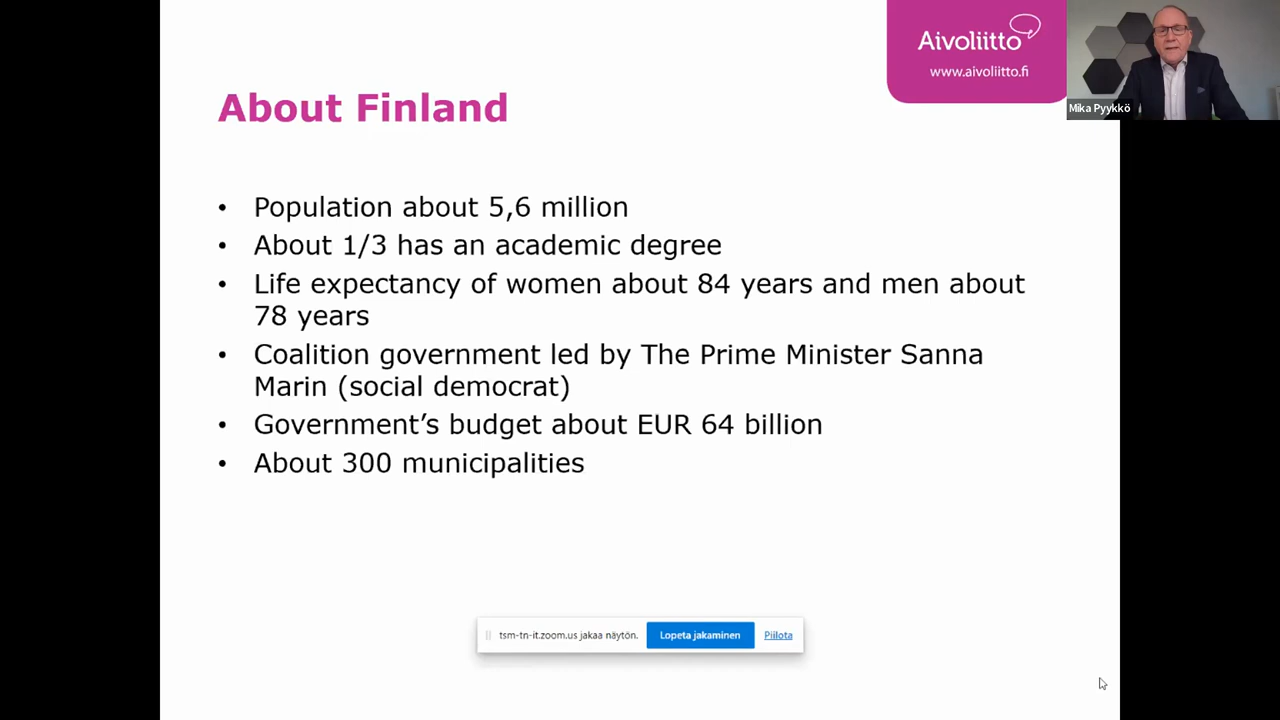 Aivoliitto
www.aivoliitto.fi
Mika Pyykkö
About Finland
• Population about 5,6 million
• About 1/3 has an academic degree
• Life expectancy of women about 84 years and men about
78 years
• Coalition government led by The Prime Minister Sanna
Marin (social democrat)
• Government’s budget about EUR 64 billion
• About 300 municipalities
tsm-tn-it.zoom.us jakaa näytön. Lopeta jakaminen Piilota